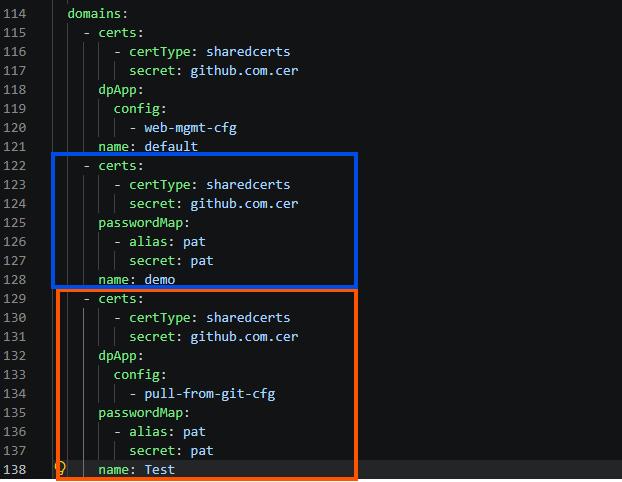 114 domains:
115 - certs:
116 - certType: sharedcerts
117 secret: github.com.cer
118 dpApp:
119 config:
120 - web-mgmt-cfg
121 name: default
122 - certs:
123 - certType: sharedcerts
124 secret: github.com.cer
125 passwordMap:
126 - alias: pat
127 secret: pat
128 name: demo
129 - certs:
130 - certType: sharedcerts
131 secret: github.com.cer
132 dpApp:
133 config:
134 - pull-from-git-cfg
135 passwordMap:
136 - alias: pat
137 secret: pat
138 name: Test